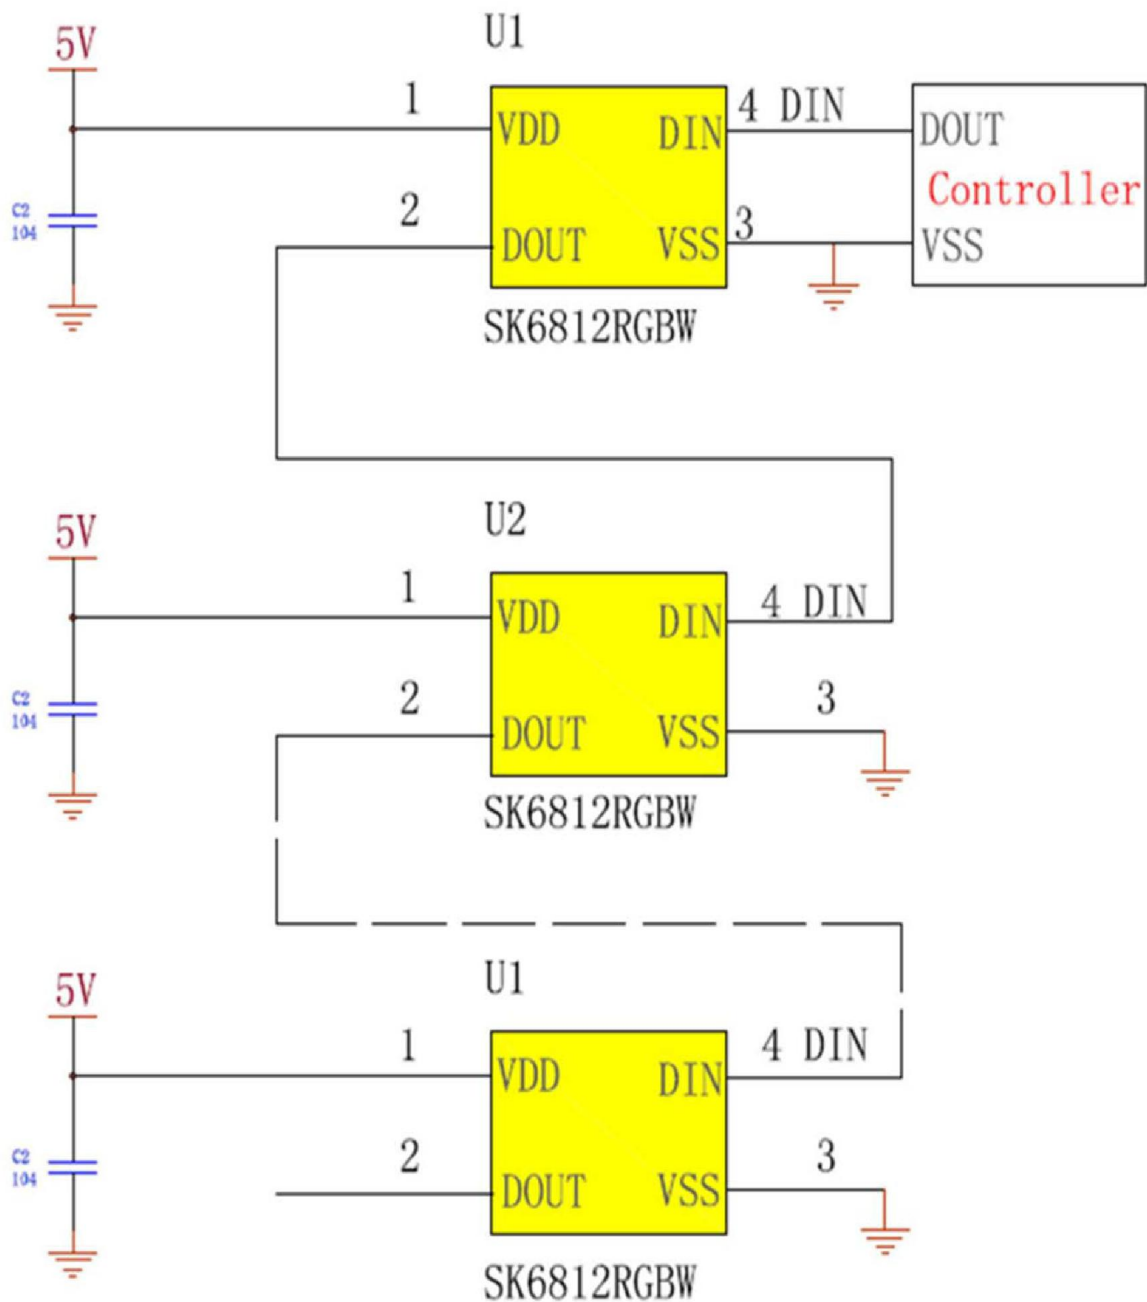 U1
5V
1
4 DIN
VDD
DIN
DOUT
Controller
C2
104
2
3
DOUT
VSS
VSS
SK6812RGBW
U2
5V
1
4 DIN
VDD
DIN
C2
104
2
3
DOUT
VSS
SK6812RGBW
U1
5V
1
4 DIN
VDD
DIN
C2
104
2
3
DOUT
VSS
SK6812RGBW